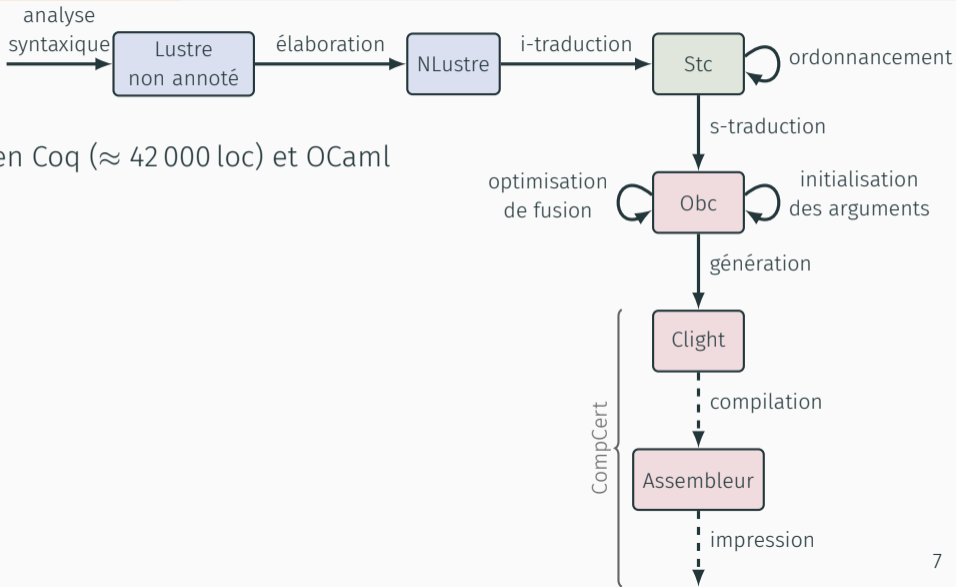 analyse
syntaxique
Lustre
non annoté
élaboration
NLustre
i-traduction
Stc
ordonnancement
s-traduction
en Coq (≈ 42 000 loc) et OCaml
optimisation
de fusion
Obc
initialisation
des arguments
génération
Clight
compilation
CompCert
Assembleur
impression
7